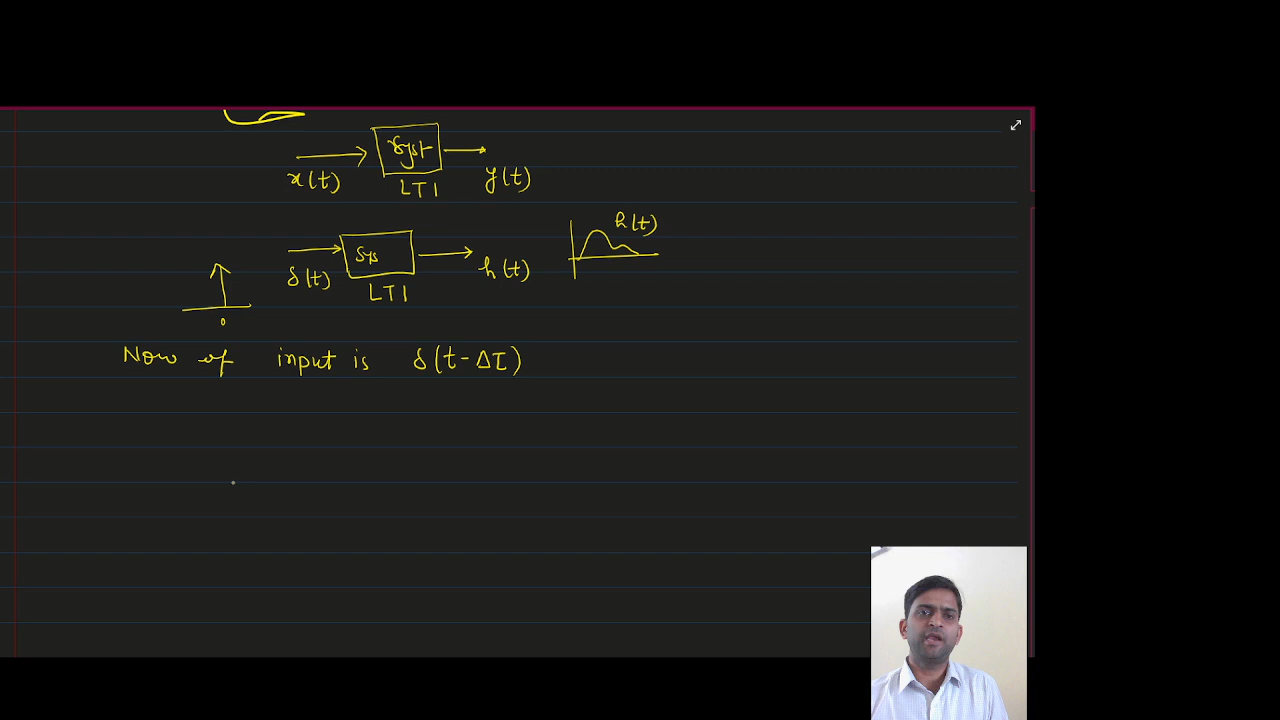 Syst
x(t) LTI y(t)
h(t)
Sys
δ(t) LTI h(t)
0
Now if input is δ(t-Δτ)